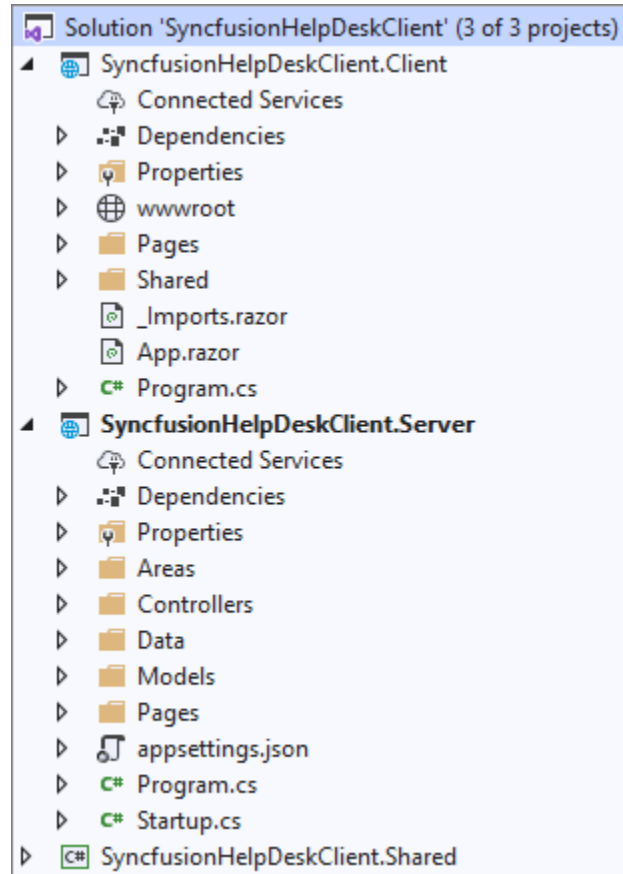 Solution 'SyncfusionHelpDeskClient' (3 of 3 projects)
SyncfusionHelpDeskClient.Client
Connected Services
Dependencies
Properties
wwwroot
Pages
Shared
_Imports.razor
App.razor
C# Program.cs
SyncfusionHelpDeskClient.Server
Connected Services
Dependencies
Properties
Areas
Controllers
Data
Models
Pages
appsettings.json
C# Program.cs
C# Startup.cs
C# SyncfusionHelpDeskClient.Shared